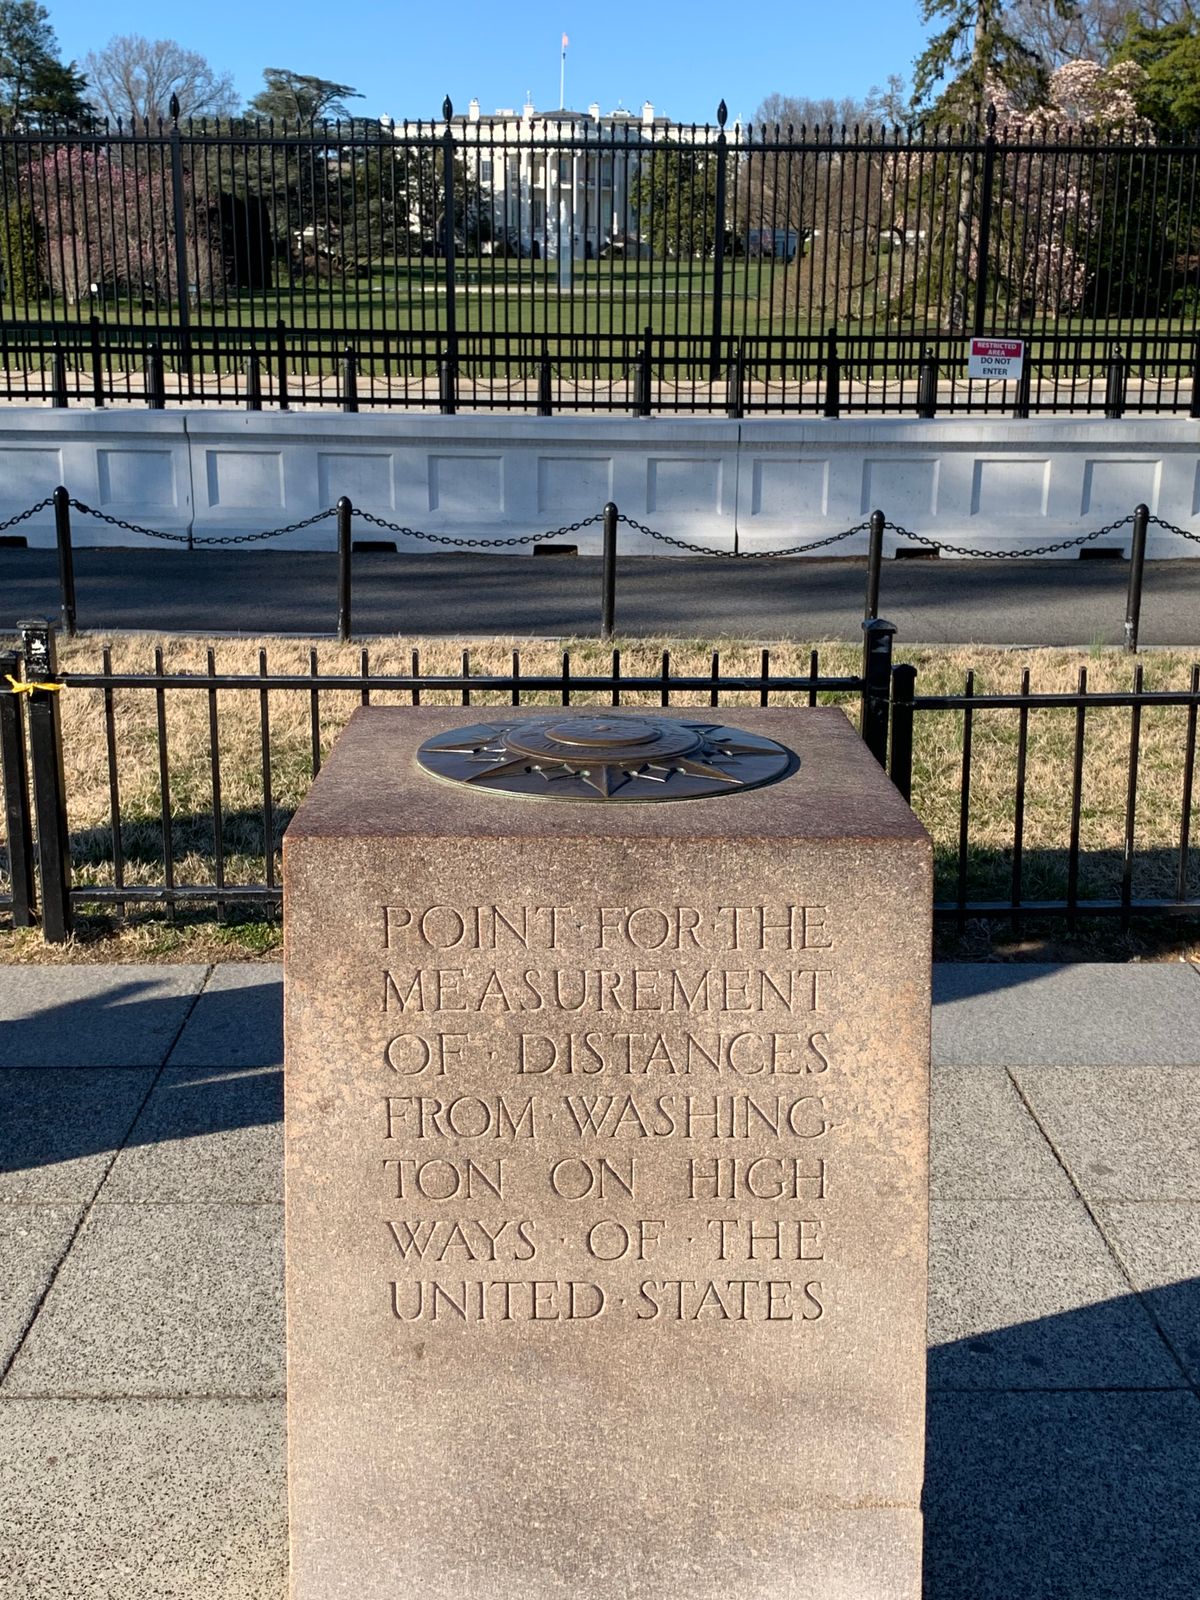 RESTRICTED
AREA
DO NOT
ENTER
POINT·FOR·THE
MEASUREMENT
OF · DISTANCES
FROM·WASHING
TON ON HIGH
WAYS · OF · THE
UNITED · STATES